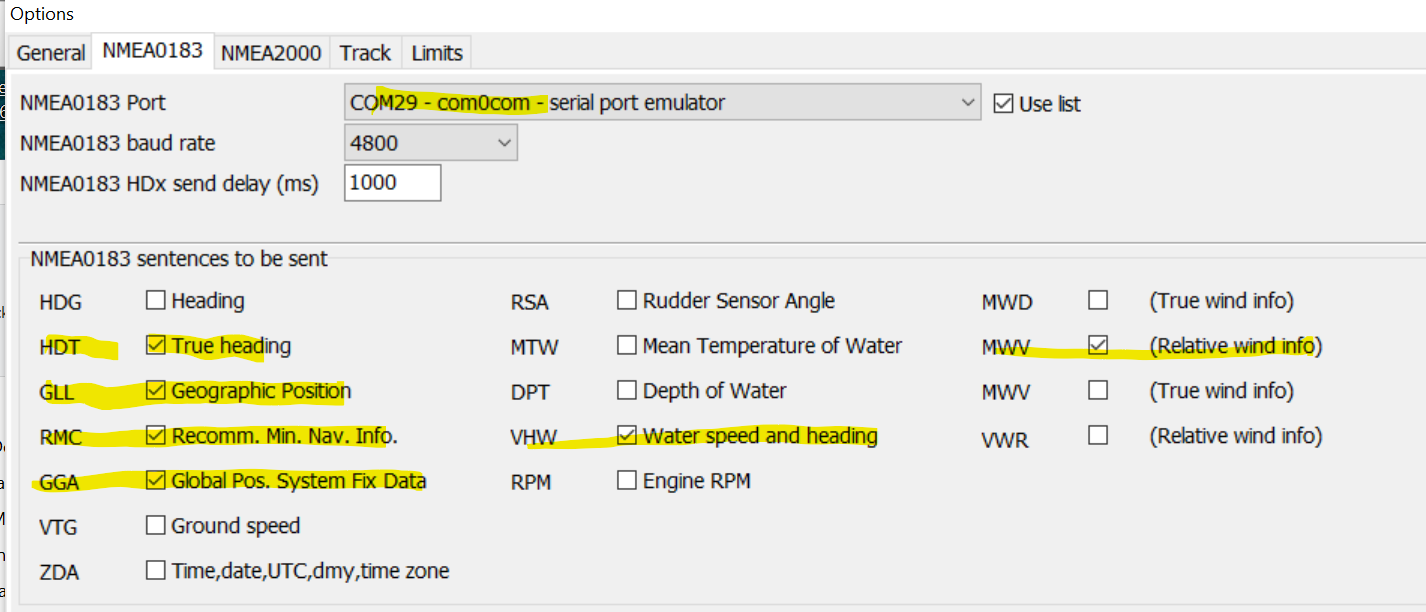 Options
General NMEA0183 NMEA2000 Track Limits
NMEA0183 Port COM29 - com0com - serial port emulator Use list
NMEA0183 baud rate 4800
NMEA0183 HDx send delay (ms) 1000
NMEA0183 sentences to be sent
HDG Heading RSA Rudder Sensor Angle MWD (True wind info)
HDT True heading MTW Mean Temperature of Water MWV (Relative wind info)
GLL Geographic Position DPT Depth of Water MWV (True wind info)
RMC Recomm. Min. Nav. Info. VHW Water speed and heading VWR (Relative wind info)
GGA Global Pos. System Fix Data RPM Engine RPM
VTG Ground speed
ZDA Time,date,UTC,dmy,time zone